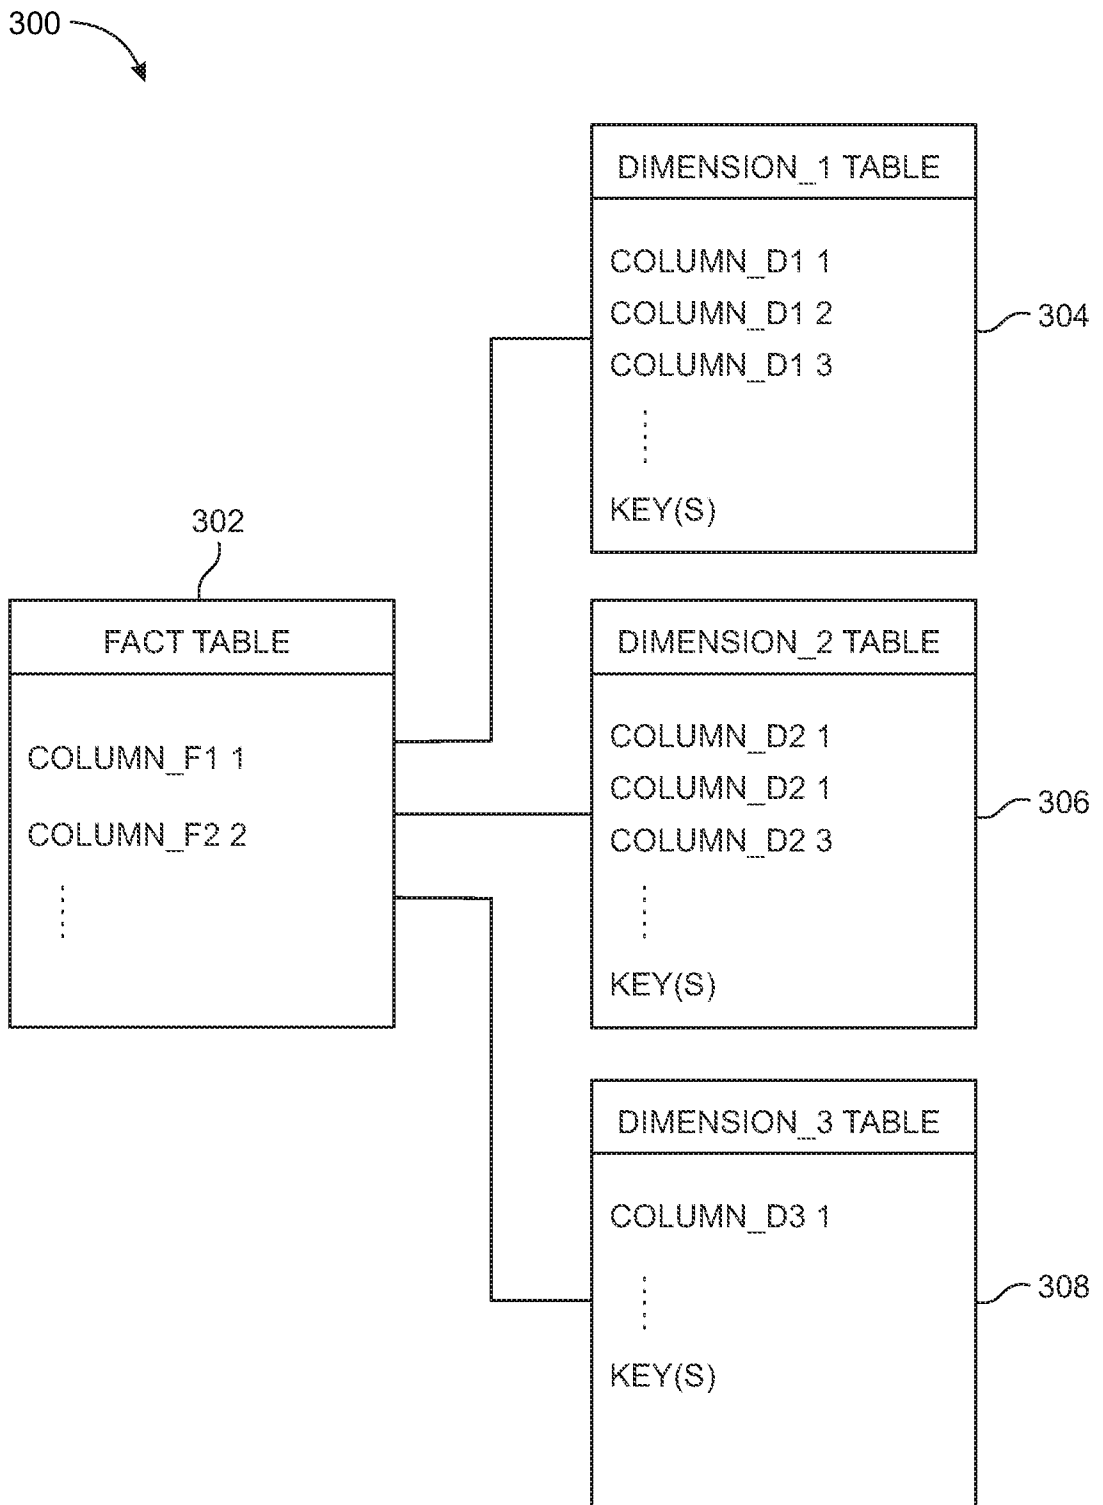 300
DIMENSION_1 TABLE
COLUMN_D1 1
COLUMN_D1 2
COLUMN_D1 3
KEY(S)
304
302
FACT TABLE
COLUMN_F1 1
COLUMN_F2 2
DIMENSION_2 TABLE
COLUMN_D2 1
COLUMN_D2 1
COLUMN_D2 3
KEY(S)
306
DIMENSION_3 TABLE
COLUMN_D3 1
KEY(S)
308